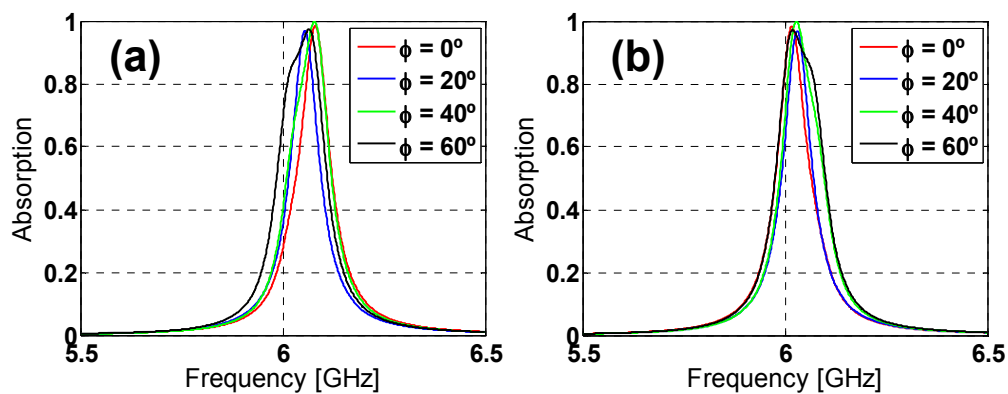 (a)
1
0.8
0.6
0.4
0.2
0
5.5
6
6.5
Absorption
Frequency [GHz]
ϕ = 0º
ϕ = 20º
ϕ = 40º
ϕ = 60º
(b)
1
0.8
0.6
0.4
0.2
0
5.5
6
6.5
Absorption
Frequency [GHz]
ϕ = 0º
ϕ = 20º
ϕ = 40º
ϕ = 60º